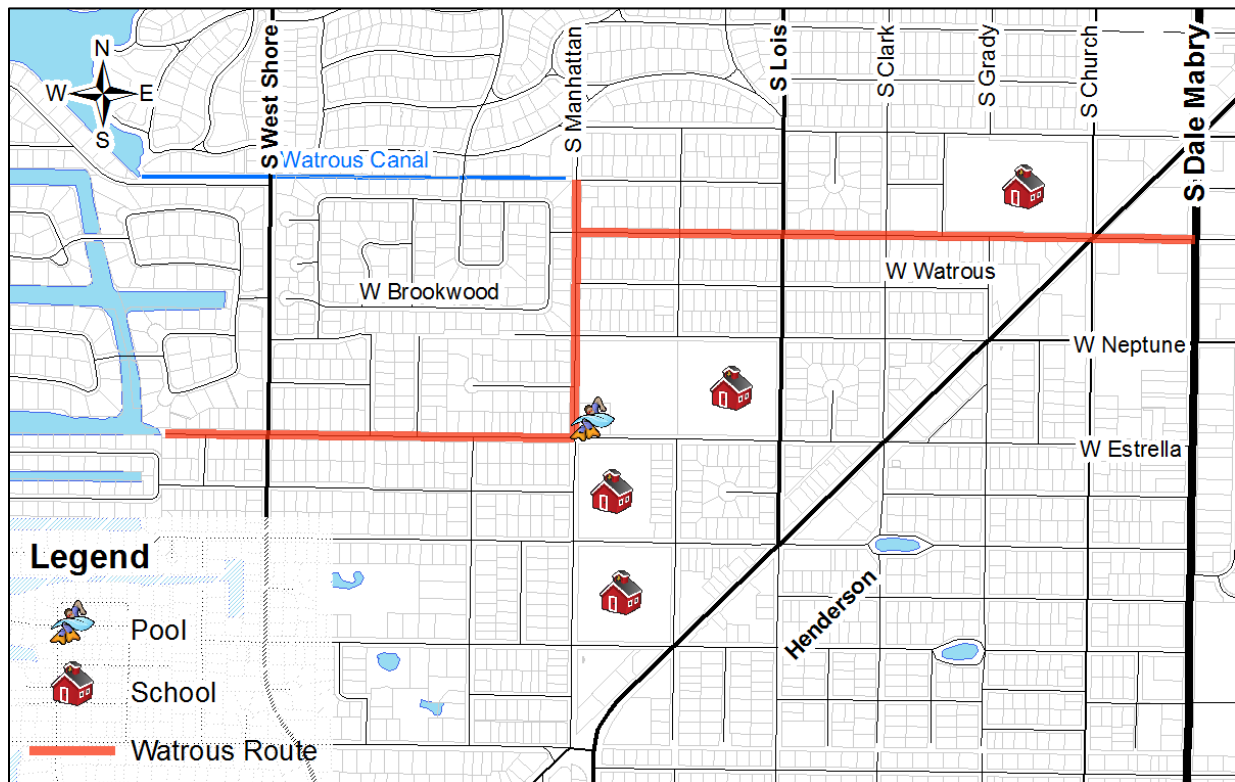 N
W
E
S
S West Shore
S Manhattan
S Lois
S Clark
S Grady
S Church
S Dale Mabry
Watrous Canal
W Watrous
W Brookwood
W Neptune
W Estrella
Henderson
Legend
Pool
School
Watrous Route